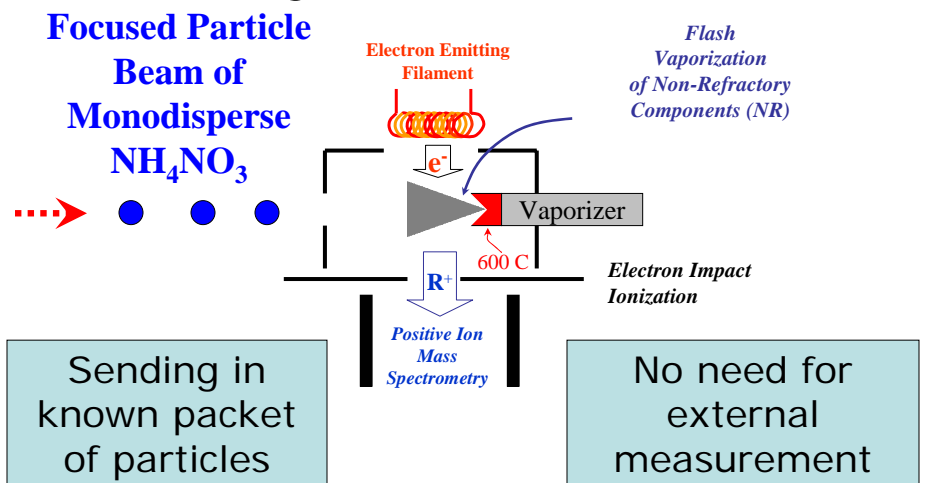 Focused Particle
Beam of
Monodisperse
NH₄NO₃
Electron Emitting
Filament
Flash
Vaporization
of Non-Refractory
Components (NR)
e⁻
Vaporizer
600 C
R⁺
Electron Impact
Ionization
Positive Ion
Mass
Spectrometry
Sending in
known packet
of particles
No need for
external
measurement